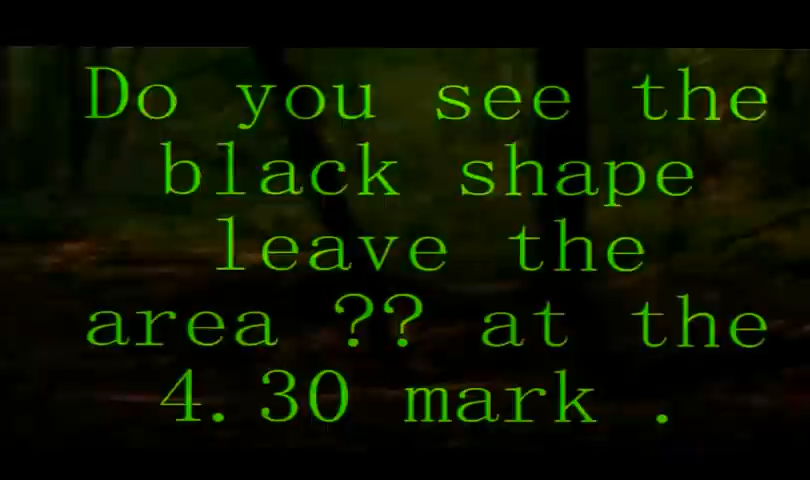 Do you see the
black shape
leave the
area ?? at the
4.30 mark .